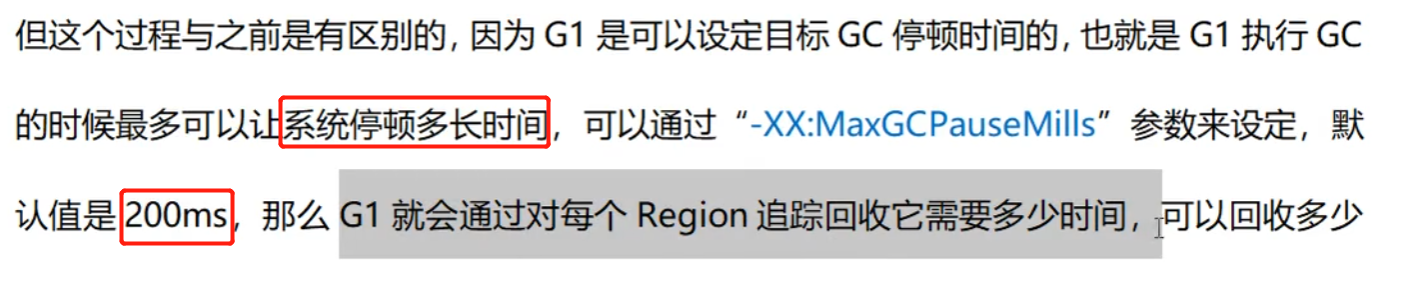 但这个过程与之前是有区别的，因为 G1 是可以设定目标 GC 停顿时间的，也就是 G1 执行 GC
的时候最多可以让系统停顿多长时间，可以通过“-XX:MaxGCPauseMills”参数来设定，默
认值是 200ms，那么 G1 就会通过对每个 Region 追踪回收它需要多少时间，可以回收多少